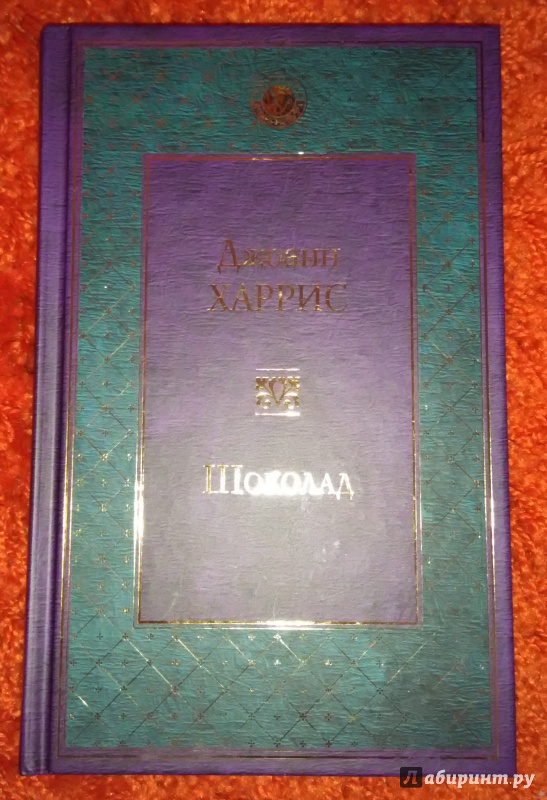 Джоанн
ХАРРИС
Шоколад
Лабиринт.ру